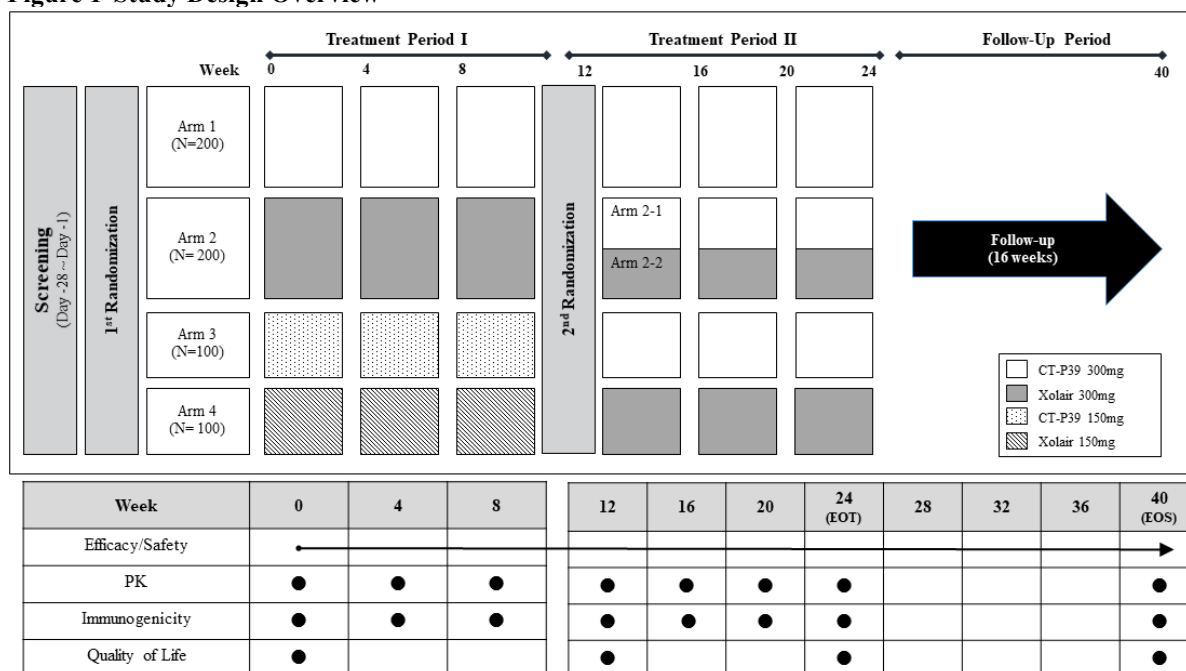 Figure 1 Study Design Overview
Treatment Period I Treatment Period II Follow-Up Period
Week 0 4 8 12 16 20 24 40
Screening
(Day -28 ~ Day -1)
1st Randomization
Arm 1
(N=200)
Arm 2
(N= 200)
Arm 3
(N=100)
Arm 4
(N= 100)
2nd Randomization
Arm 2-1
Arm 2-2
Follow-up
(16 weeks)
CT-P39 300mg
Xolair 300mg
CT-P39 150mg
Xolair 150mg
Week 0 4 8 12 16 20 24 28 32 36 40
(EOT) (EOS)
Efficacy/Safety
PK ● ● ● ● ● ● ● ●
Immunogenicity ● ● ● ● ● ● ● ●
Quality of Life ● ● ● ●